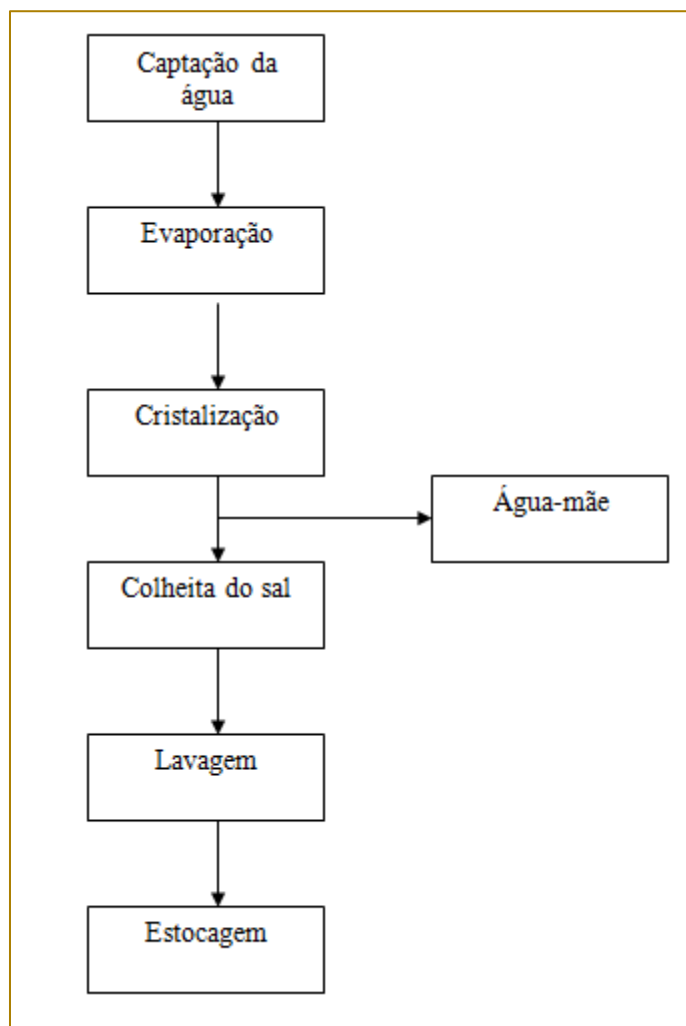 Captação da
água
Evaporação
Cristalização
Água-mãe
Colheita do sal
Lavagem
Estocagem